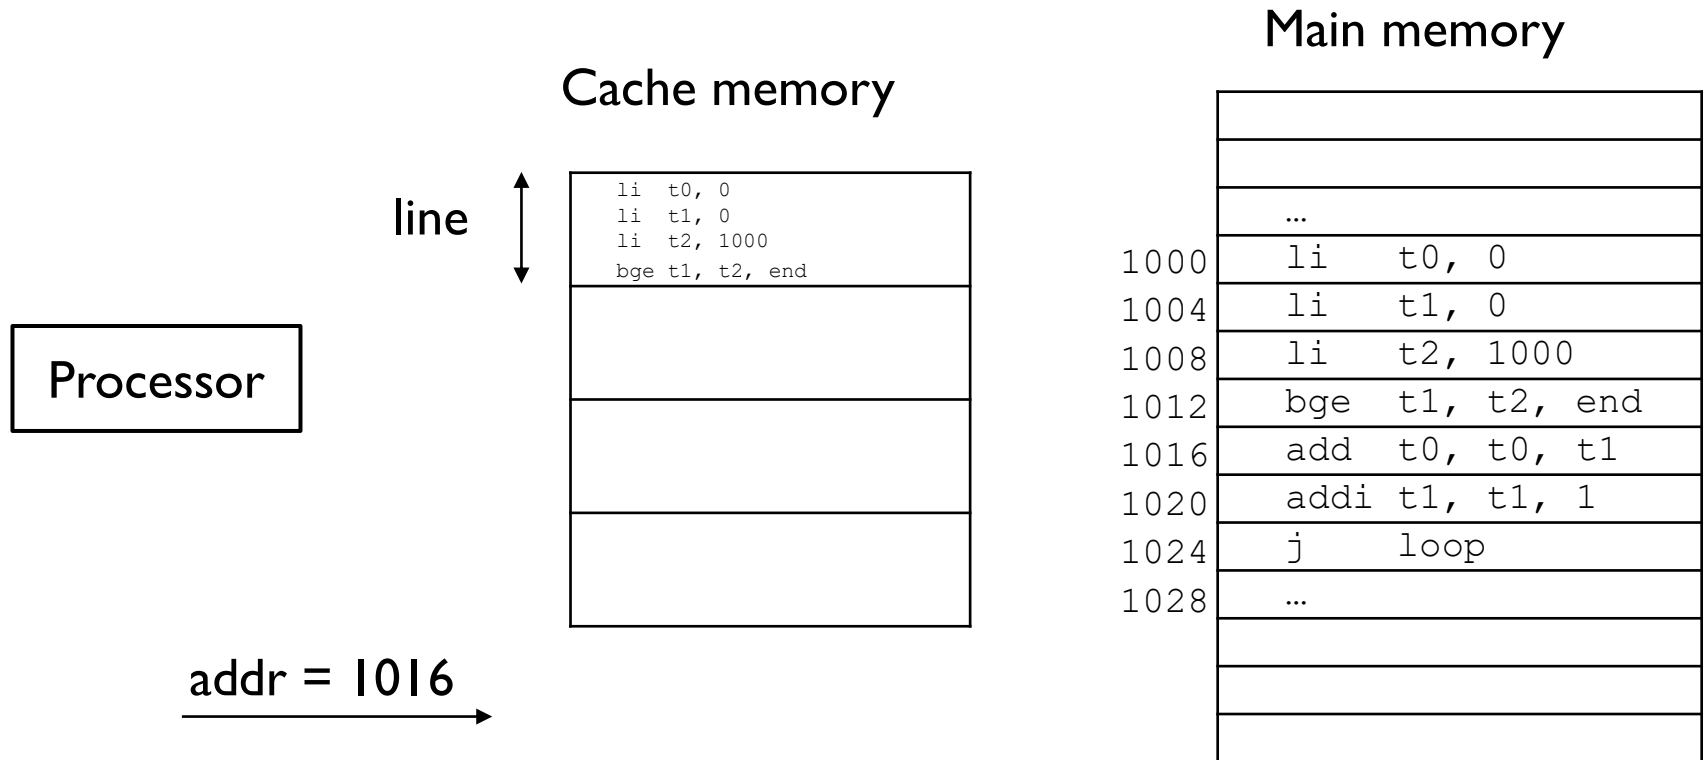 Main memory
Cache memory
line
li t0, 0
li t1, 0
li t2, 1000
bge t1, t2, end
Processor
addr = 1016
…
1000 li t0, 0
1004 li t1, 0
1008 li t2, 1000
1012 bge t1, t2, end
1016 add t0, t0, t1
1020 addi t1, t1, 1
1024 j loop
1028 …